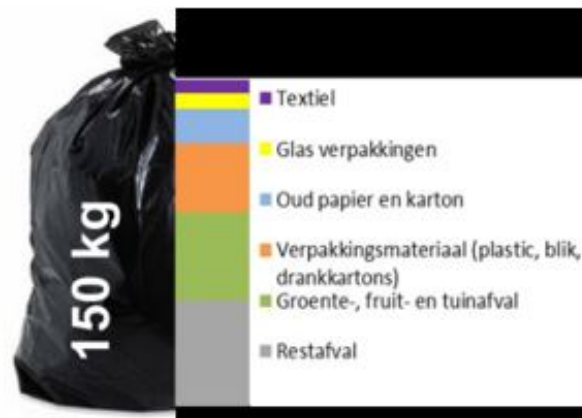 150 kg
Textiel
Glas verpakkingen
Oud papier en karton
Verpakkingsmateriaal (plastic, blik,
drankkartons)
Groente-, fruit- en tuinafval
Restafval